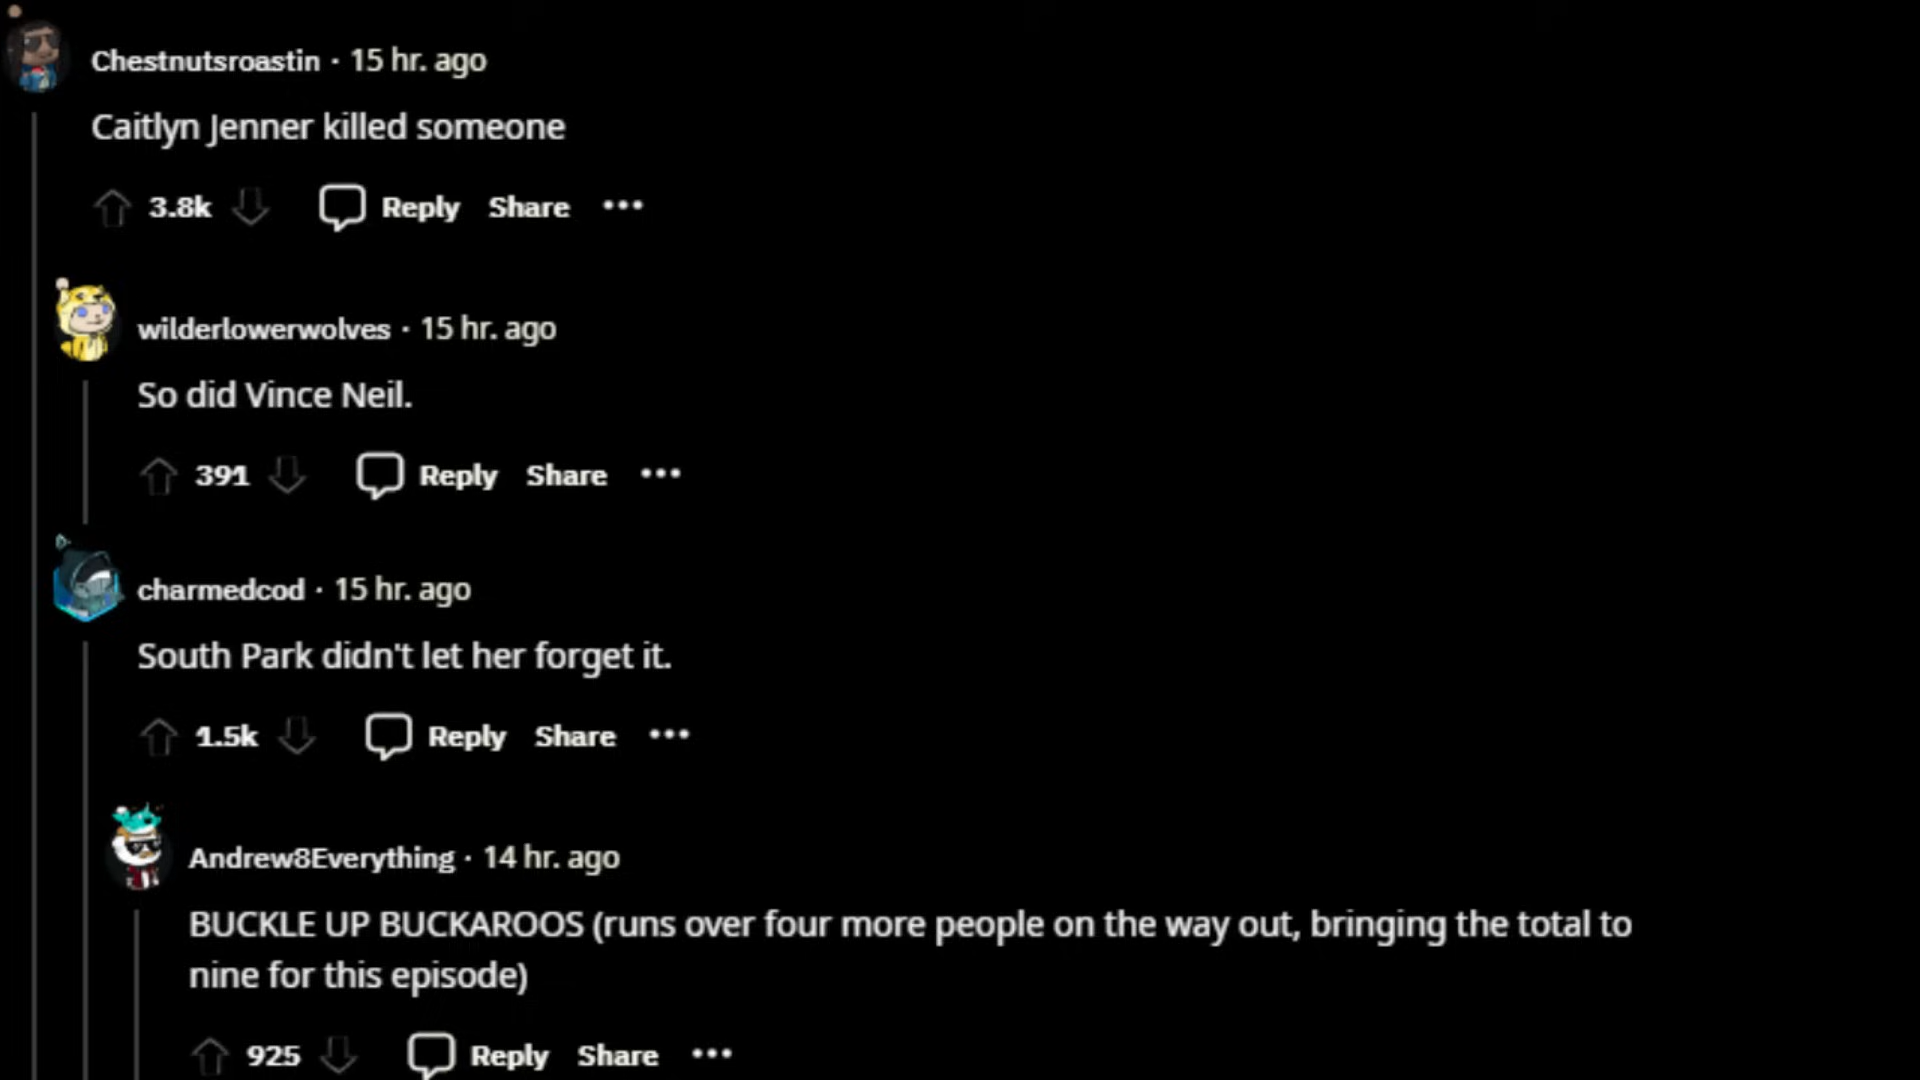 Chestnutsroastin · 15 hr. ago
Caitlyn Jenner killed someone
3.8k Reply Share ···
wilderlowerwolves · 15 hr. ago
So did Vince Neil.
391 Reply Share ···
charmedcod · 15 hr. ago
South Park didn't let her forget it.
1.5k Reply Share ···
Andrew8Everything · 14 hr. ago
BUCKLE UP BUCKAROOS (runs over four more people on the way out, bringing the total to
nine for this episode)
925 Reply Share ···